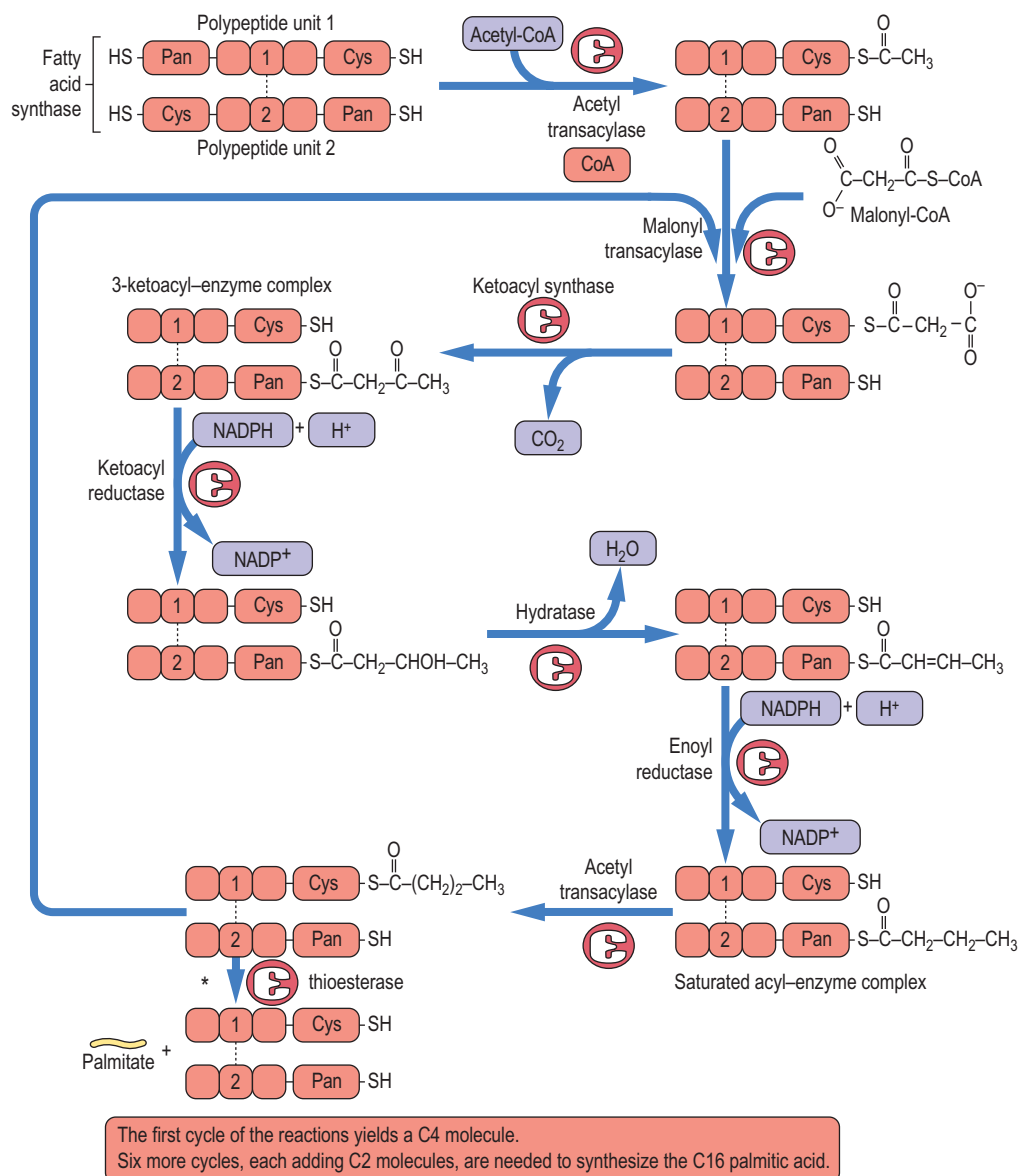 Polypeptide unit 1
Fatty
acid
synthase
HS Pan 1 Cys SH
HS Cys 2 Pan SH
Polypeptide unit 2
Acetyl-CoA
Acetyl
transacylase
CoA
1 Cys S–C–CH3
O
2 Pan SH
O
C–CH2–C–S–CoA
O
O–
Malonyl-CoA
Malonyl
transacylase
3-ketoacyl–enzyme complex
1 Cys SH
O O
2 Pan S–C–CH2–C–CH3
Ketoacyl synthase
CO2
O O–
1 Cys S–C–CH2–C
O
2 Pan SH
NADPH + H+
Ketoacyl
reductase
NADP+
1 Cys SH
O
2 Pan S–C–CH2–CHOH–CH3
H2O
Hydratase
1 Cys SH
O
2 Pan S–C–CH=CH–CH3
NADPH + H+
Enoyl
reductase
NADP+
1 Cys SH
O
2 Pan S–C–CH2–CH2–CH3
Saturated acyl–enzyme complex
Acetyl
transacylase
O
1 Cys S–C–(CH2)2–CH3
2 Pan SH
* thioesterase
1 Cys SH
Palmitate +
2 Pan SH
The first cycle of the reactions yields a C4 molecule.
Six more cycles, each adding C2 molecules, are needed to synthesize the C16 palmitic acid.